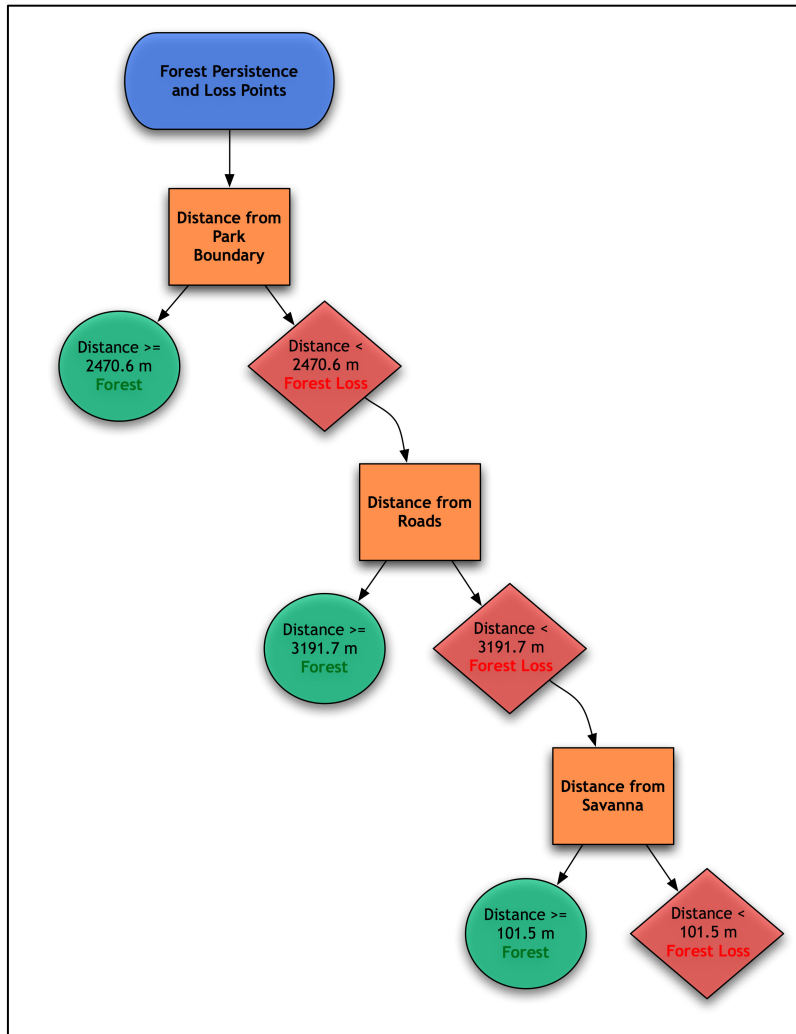 Forest Persistence
and Loss Points
Distance from
Park
Boundary
Distance >=
2470.6 m
Forest
Distance <
2470.6 m
Forest Loss
Distance from
Roads
Distance >=
3191.7 m
Forest
Distance <
3191.7 m
Forest Loss
Distance from
Savanna
Distance >=
101.5 m
Forest
Distance <
101.5 m
Forest Loss